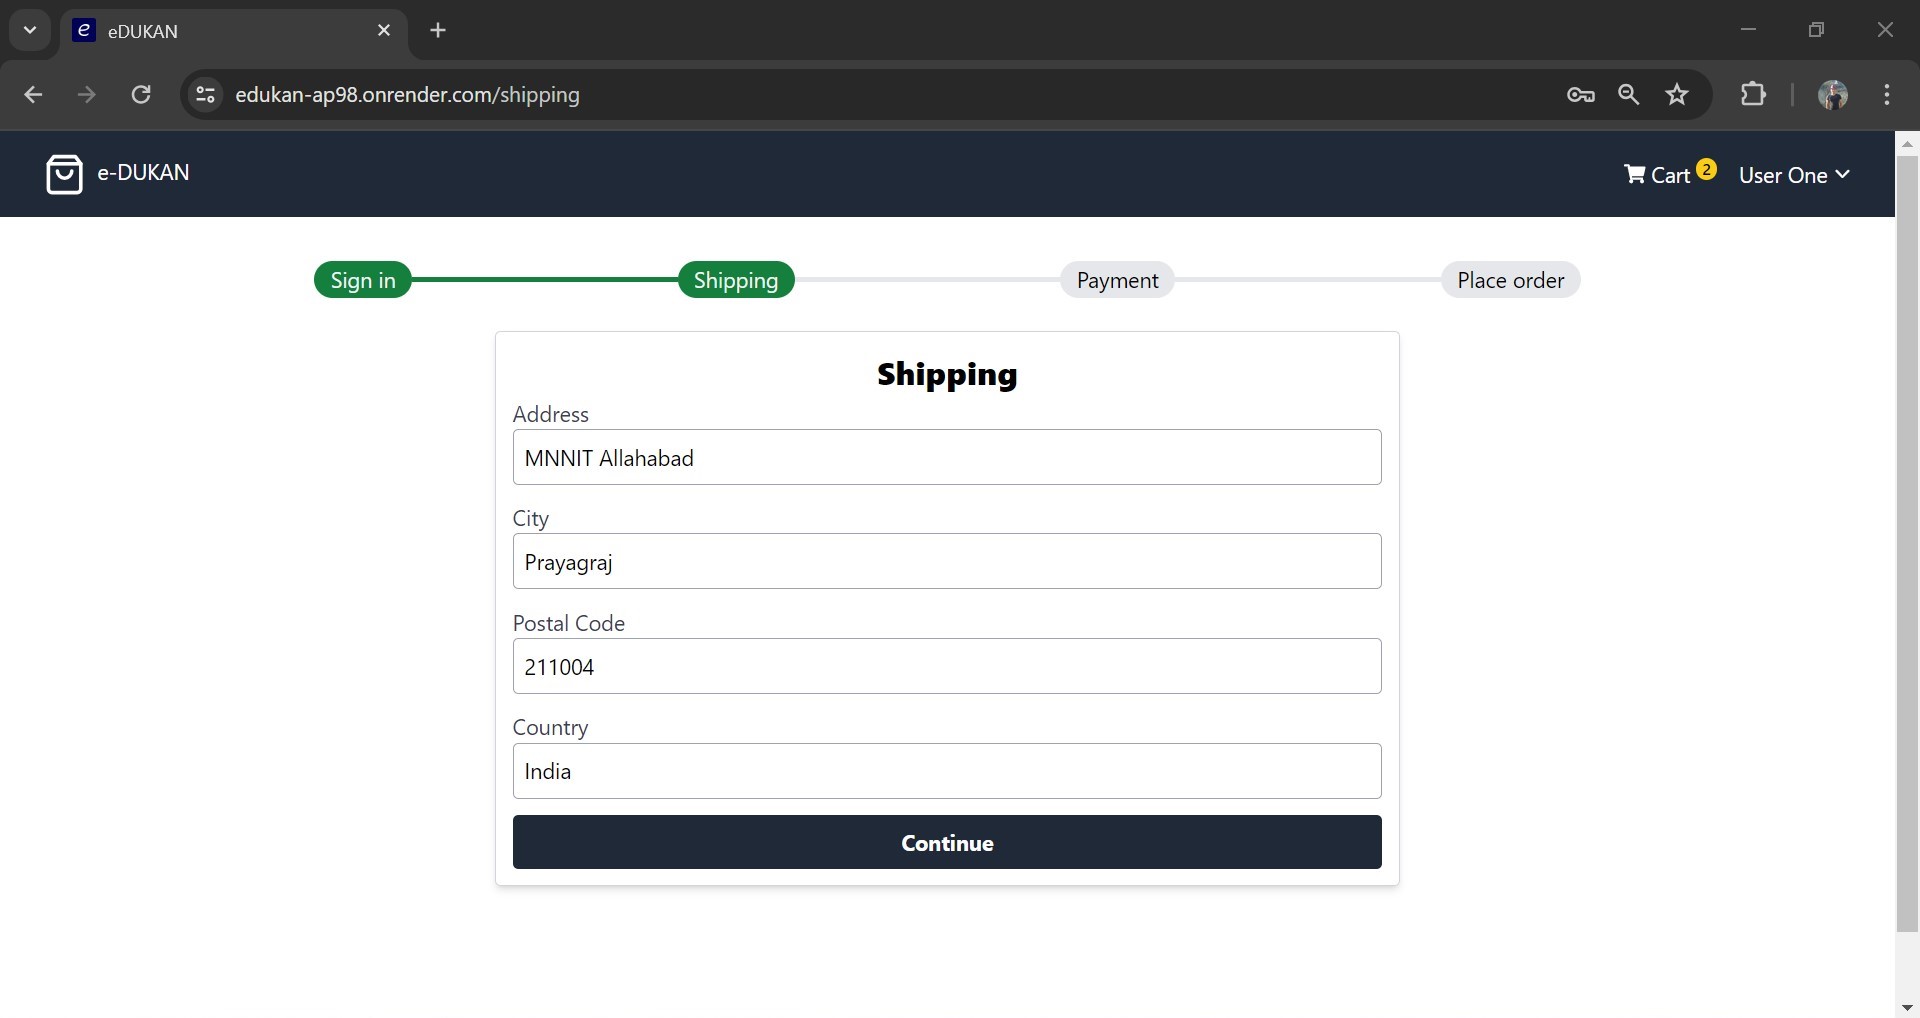 eDUKAN
edukan-ap98.onrender.com/shipping
e-DUKAN
Cart 2 User One
Sign in Shipping Payment Place order
Shipping
Address
MNNIT Allahabad
City
Prayagraj
Postal Code
211004
Country
India
Continue